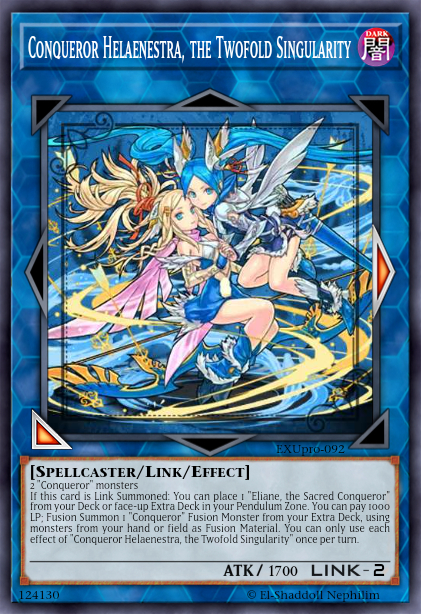 Conqueror Helaenestra, the Twofold Singularity
DARK
闇
EXUpro-092
[Spellcaster/Link/Effect]
2 "Conqueror" monsters
If this card is Link Summoned: You can place 1 "Eliane, the Sacred Conqueror"
from your Deck or face-up Extra Deck in your Pendulum Zone. You can pay 1000
LP; Fusion Summon 1 "Conqueror" Fusion Monster from your Extra Deck, using
monsters from your hand or field as Fusion Material. You can only use each
effect of "Conqueror Helaenestra, the Twofold Singularity" once per turn.
ATK / 1700 LINK-2
124130 © El-Shaddoll Nephilim